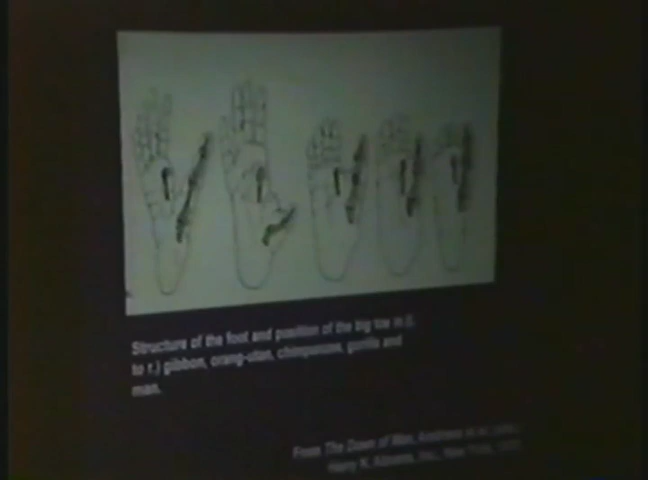 Structure of the foot and position of the big toe in (l.
to r.) gibbon, orang-utan, chimpanzee, gorilla and
man.
From The Dawn of Man,
Harry N. Abrams, Inc., New York,